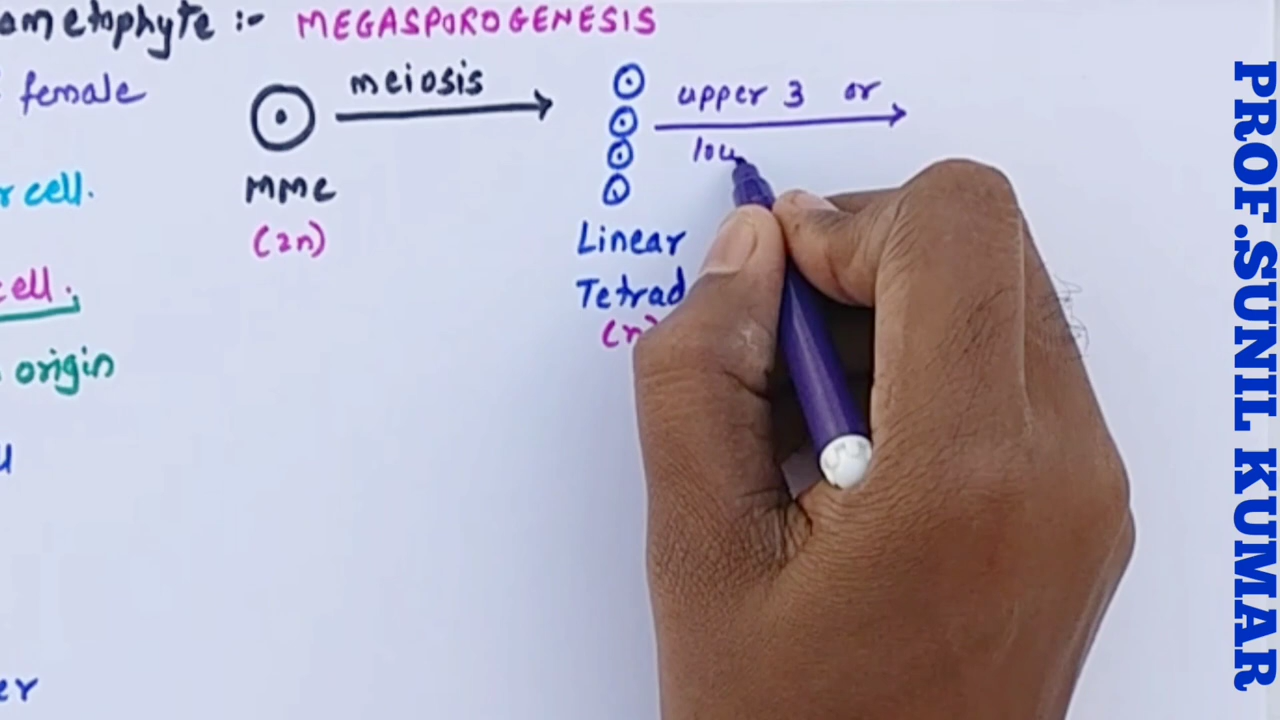 ametophyte :- MEGASPOROGENESIS
female
meiosis
upper 3 or
r cell.
MMC
(2n)
Linear
Tetrad
(n)
cell.
origin
er
PROF.SUNIL KUMAR